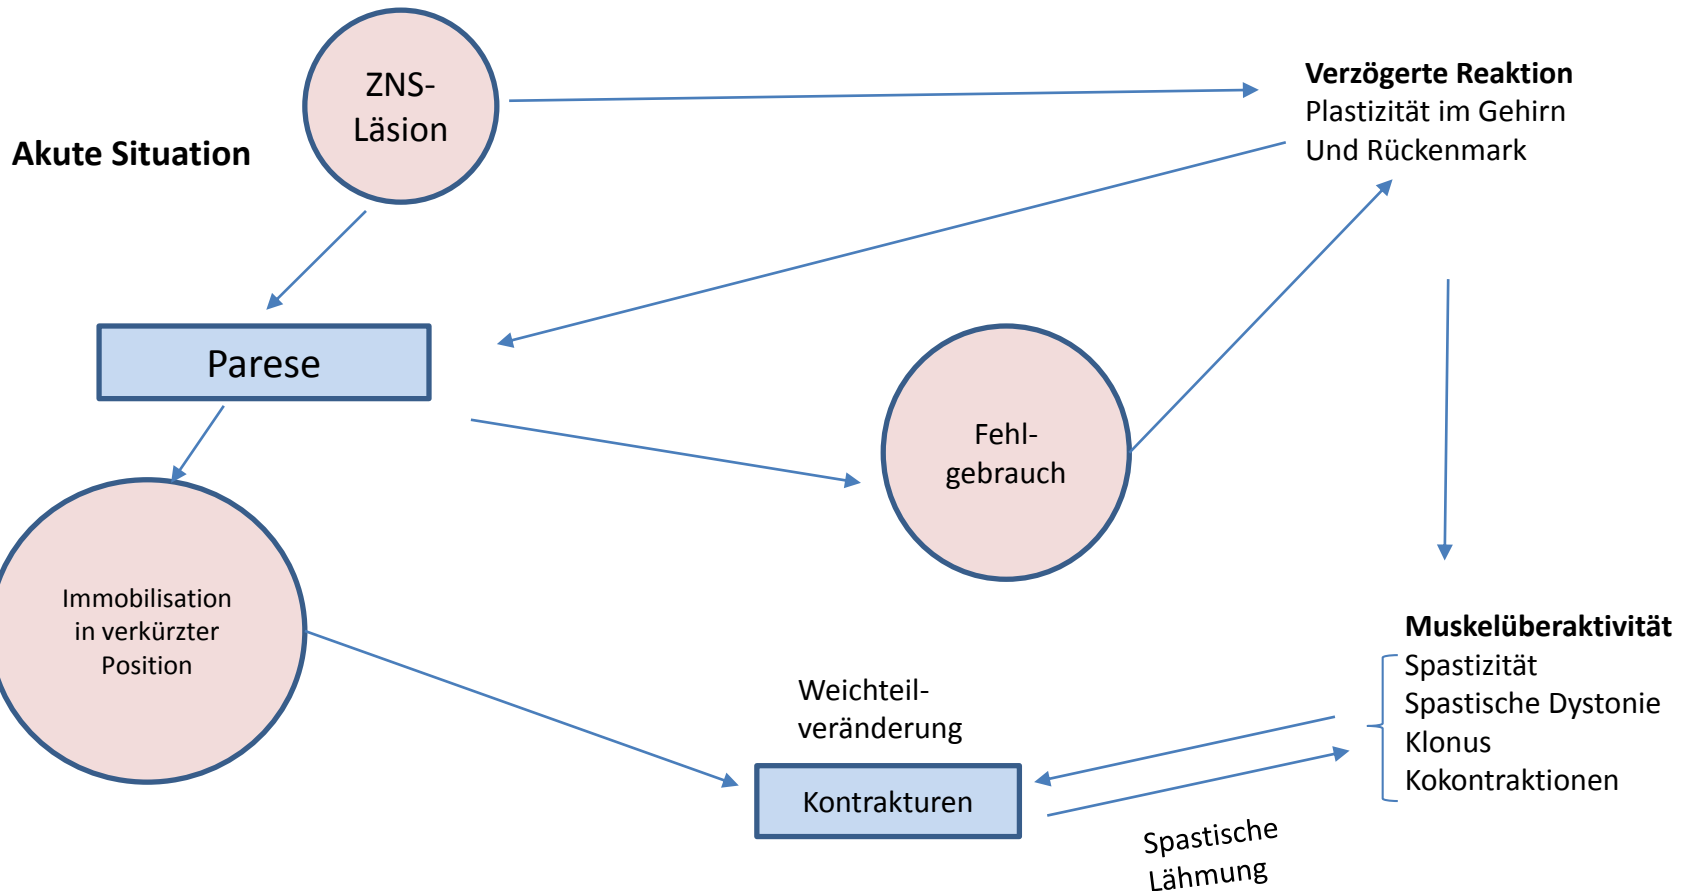 ZNS-
Läsion
Verzögerte Reaktion
Plastizität im Gehirn
Und Rückenmark
Akute Situation
Parese
Fehl-
gebrauch
Immobilisation
in verkürzter
Position
Muskelüberaktivität
Spastizität
Spastische Dystonie
Klonus
Kokontraktionen
Weichteil-
veränderung
Kontrakturen
Spastische
Lähmung